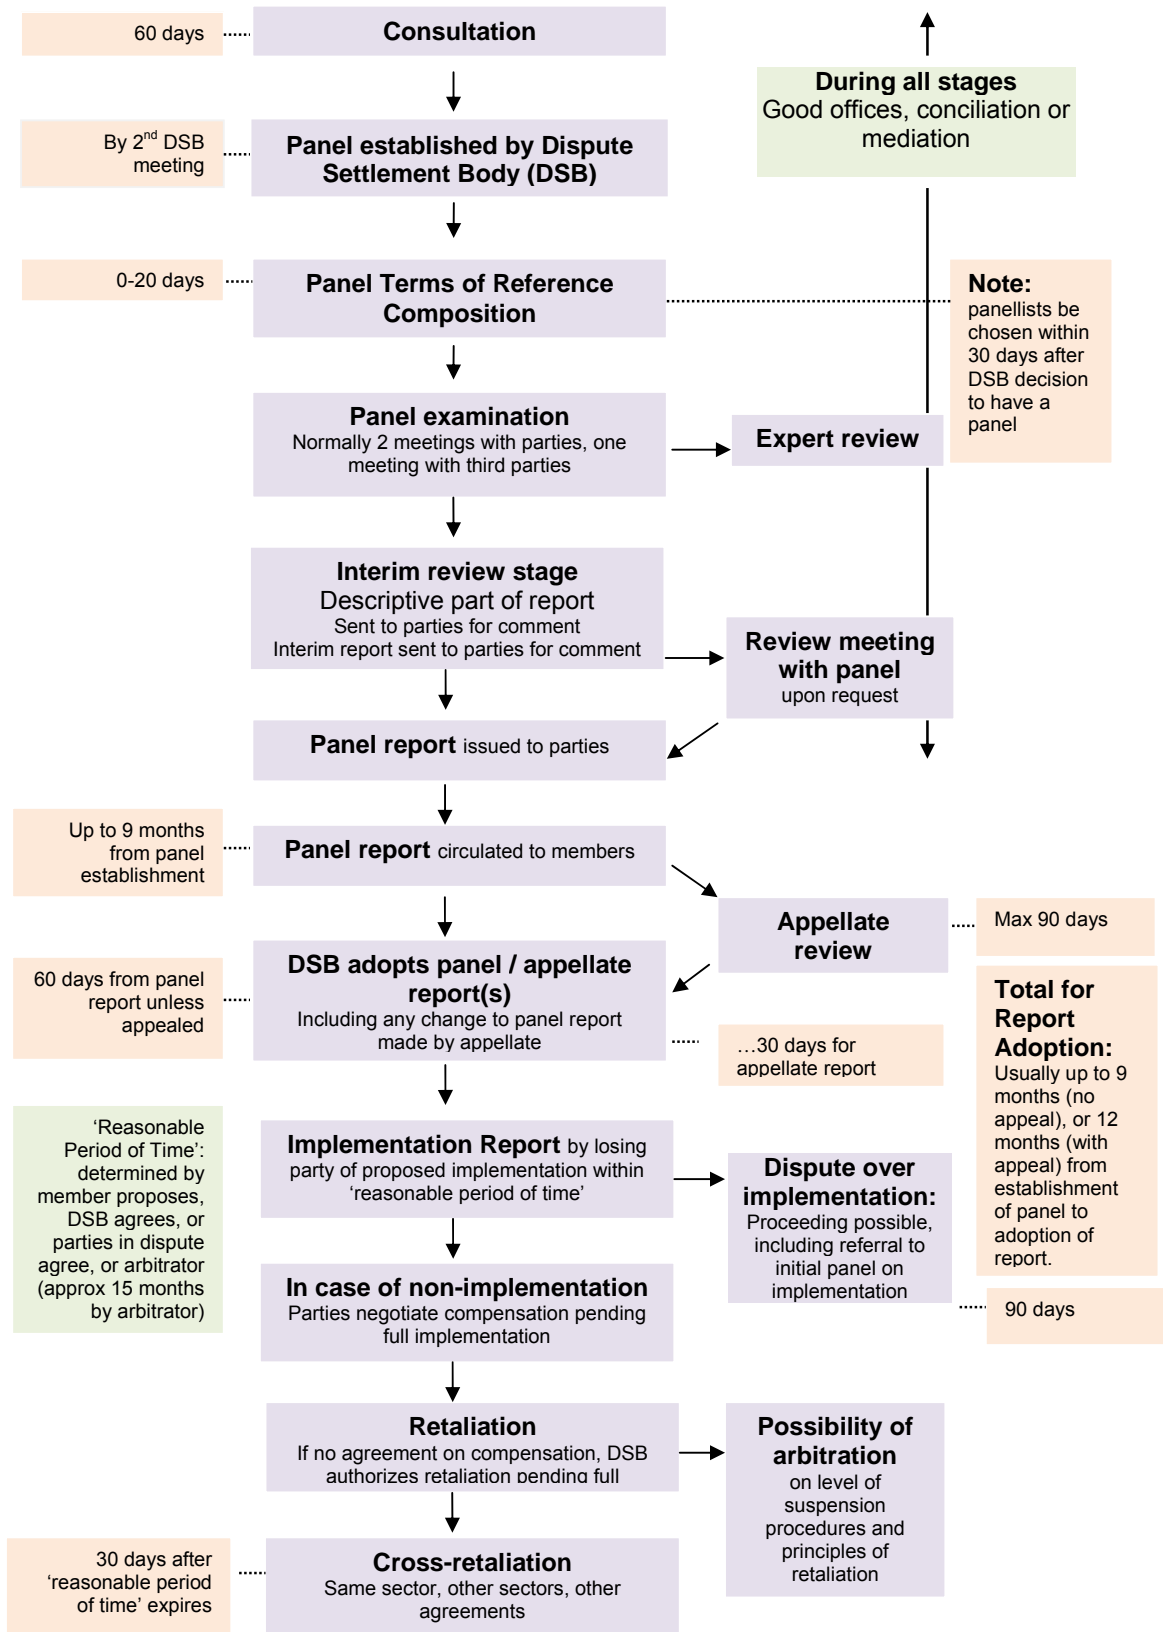 60 days
Consultation
During all stages
Good offices, conciliation or
mediation
By 2nd DSB
meeting
Panel established by Dispute
Settlement Body (DSB)
0-20 days
Panel Terms of Reference
Composition
Note:
panellists be
chosen within
30 days after
DSB decision
to have a
panel
Panel examination
Normally 2 meetings with parties, one
meeting with third parties
Expert review
Interim review stage
Descriptive part of report
Sent to parties for comment
Interim report sent to parties for comment
Review meeting
with panel
upon request
Panel report issued to parties
Up to 9 months
from panel
establishment
Panel report circulated to members
Appellate
review
Max 90 days
60 days from panel
report unless
appealed
DSB adopts panel / appellate
report(s)
Including any change to panel report
made by appellate
…30 days for
appellate report
Total for
Report
Adoption:
Usually up to 9
months (no
appeal), or 12
months (with
appeal) from
establishment
of panel to
adoption of
report.
‘Reasonable
Period of Time’:
determined by
member proposes,
DSB agrees, or
parties in dispute
agree, or arbitrator
(approx 15 months
by arbitrator)
Implementation Report by losing
party of proposed implementation within
‘reasonable period of time’
Dispute over
implementation:
Proceeding possible,
including referral to
initial panel on
implementation
90 days
In case of non-implementation
Parties negotiate compensation pending
full implementation
Retaliation
If no agreement on compensation, DSB
authorizes retaliation pending full
Possibility of
arbitration
on level of
suspension
procedures and
principles of
retaliation
30 days after
‘reasonable period
of time’ expires
Cross-retaliation
Same sector, other sectors, other
agreements